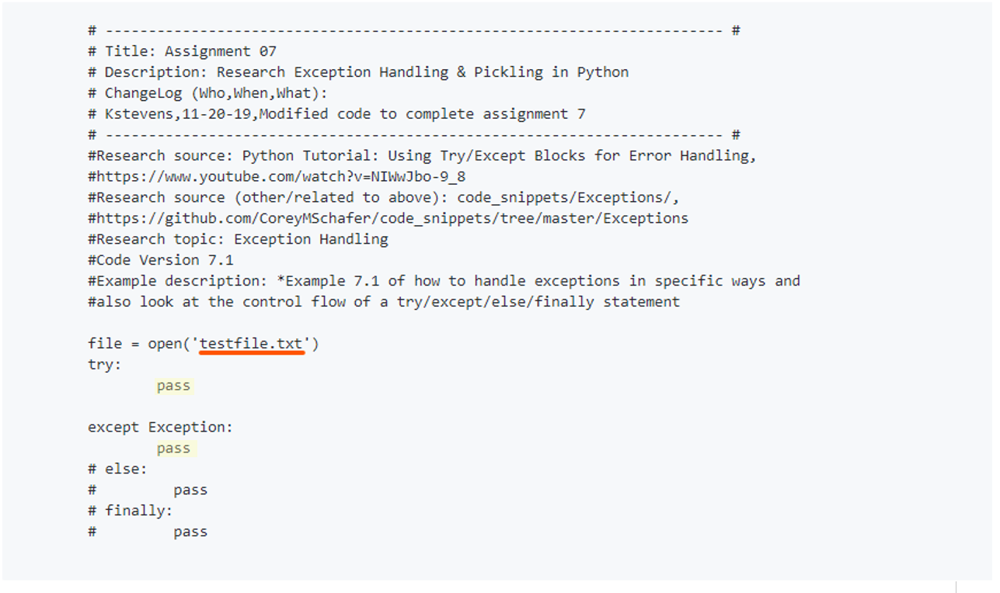 # ------------------------------------------------------------------------ #
# Title: Assignment 07
# Description: Research Exception Handling & Pickling in Python
# ChangeLog (Who,When,What):
# Kstevens,11-20-19,Modified code to complete assignment 7
# ------------------------------------------------------------------------ #
#Research source: Python Tutorial: Using Try/Except Blocks for Error Handling,
#https://www.youtube.com/watch?v=NIWwJbo-9_8
#Research source (other/related to above): code_snippets/Exceptions/,
#https://github.com/CoreyMSchafer/code_snippets/tree/master/Exceptions
#Research topic: Exception Handling
#Code Version 7.1
#Example description: *Example 7.1 of how to handle exceptions in specific ways and
#also look at the control flow of a try/except/else/finally statement

file = open('testfile.txt')
try:
        pass

except Exception:
        pass
# else:
#         pass
# finally:
#         pass